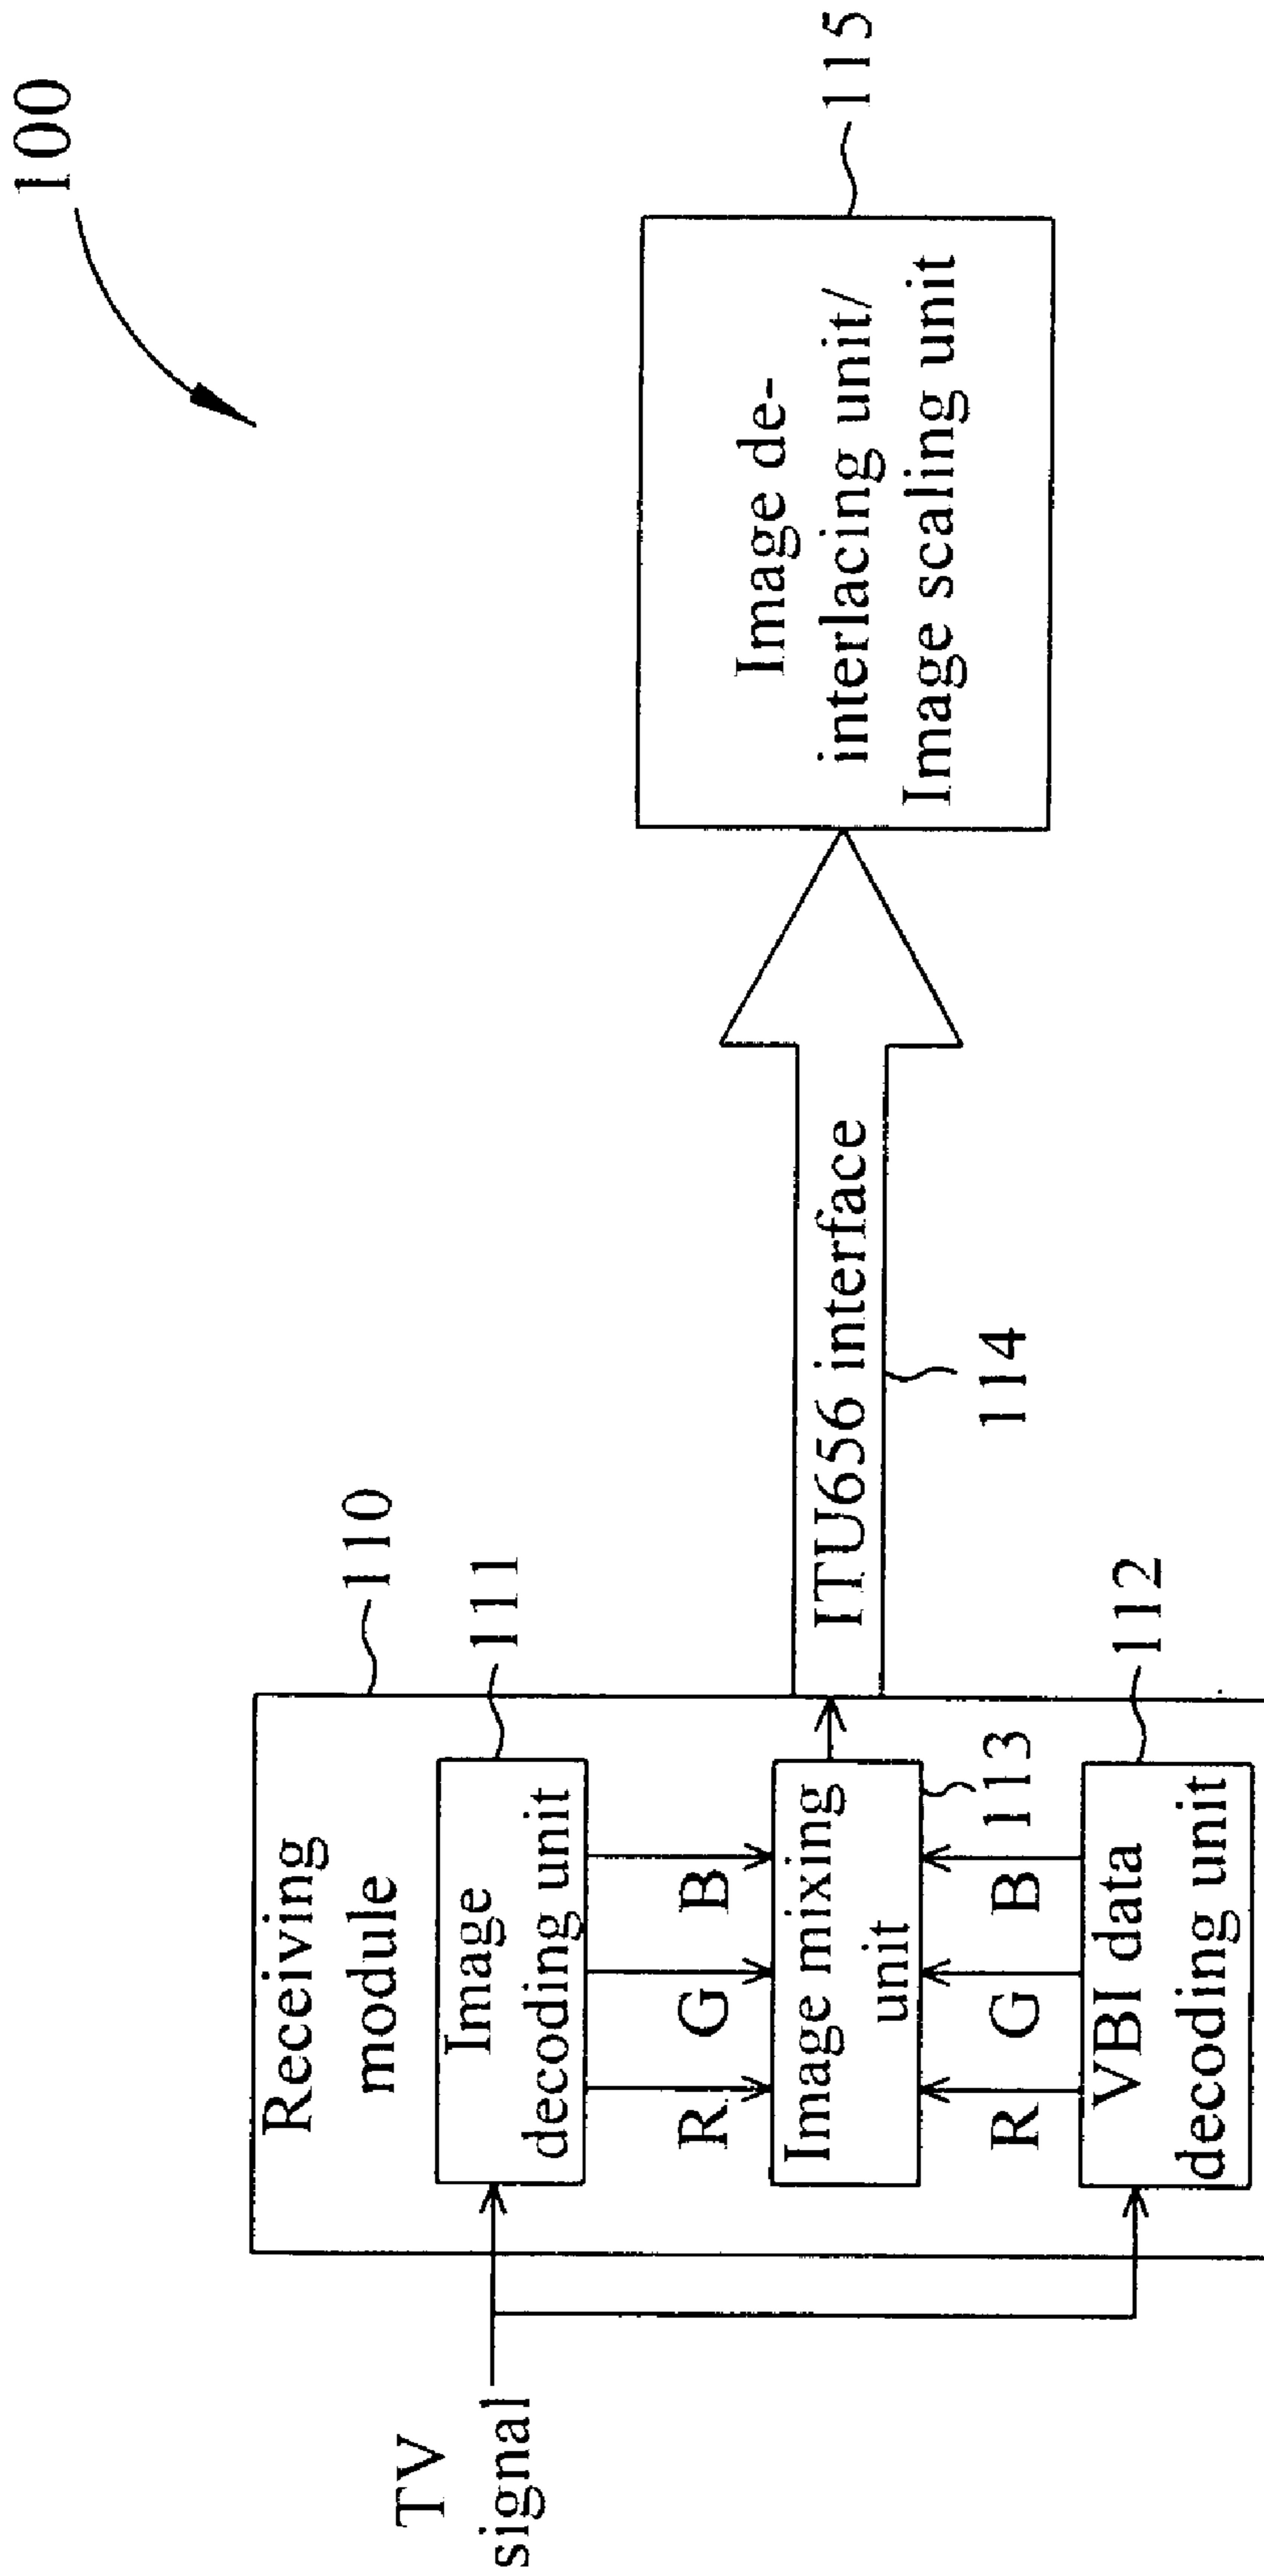 100
Receiving
module
110
TV
signal
Image
decoding unit
111
R
G
B
Image mixing
unit
113
R
G
B
VBI data
decoding unit
112
ITU656 interface
114
Image de-
interlacing unit/
Image scaling unit
115